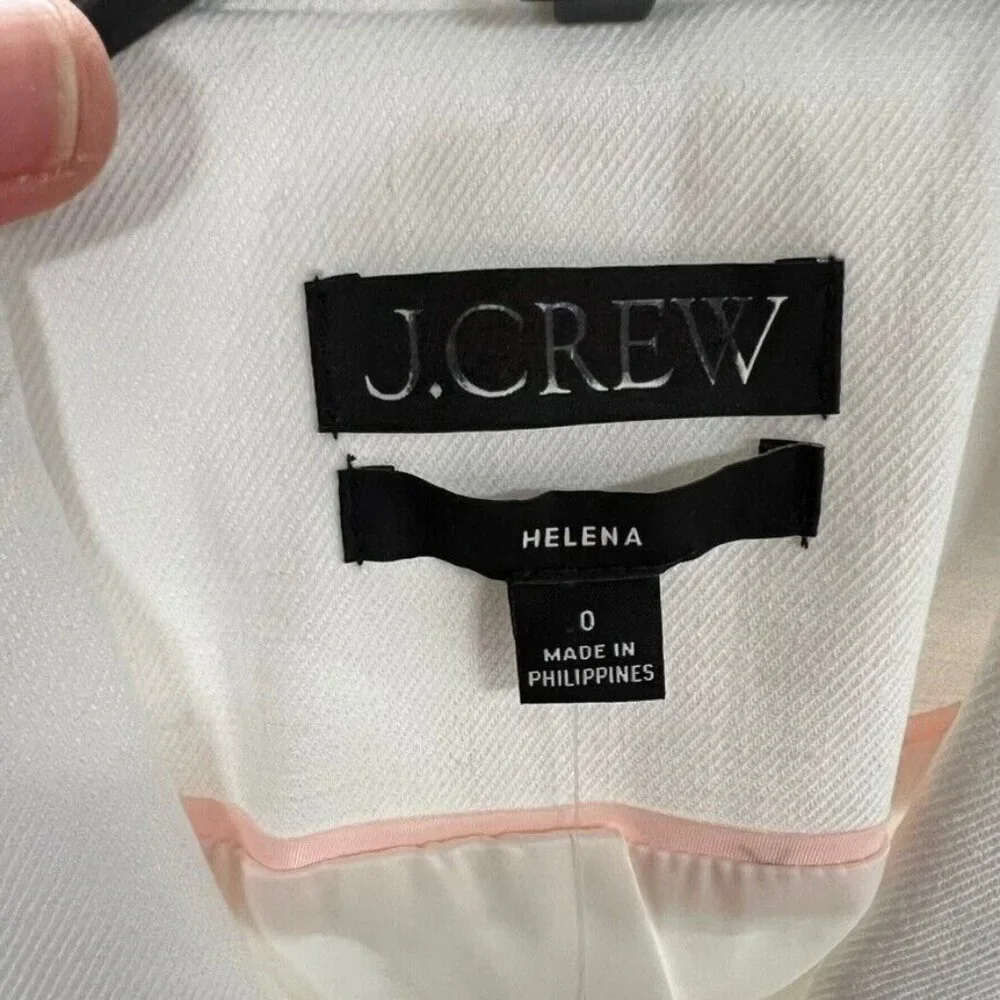 J.CREW
HELENA
0
MADE IN
PHILIPPINES